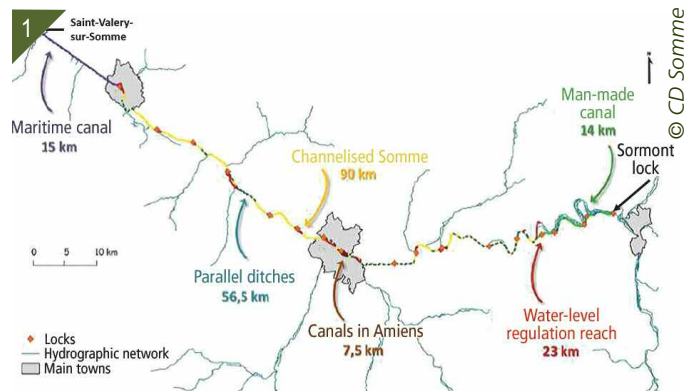 1
Saint-Valery-
sur-Somme
© CD Somme
Maritime canal
15 km
Man-made
canal
14 km
Sormont
lock
Channelised Somme
90 km
0 5 10 km
Parallel ditches
56,5 km
Canals in Amiens
7,5 km
Water-level
regulation reach
23 km
Locks
Hydrographic network
Main towns